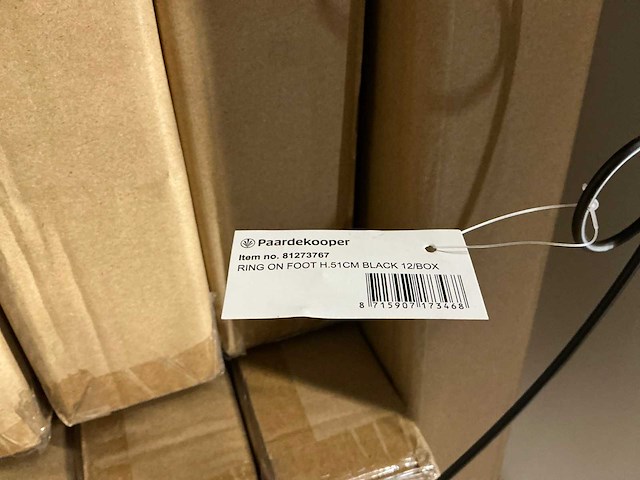 Paardekooper
Item no. 81273767
RING ON FOOT H.51CM BLACK 12/BOX
8 715907 173468